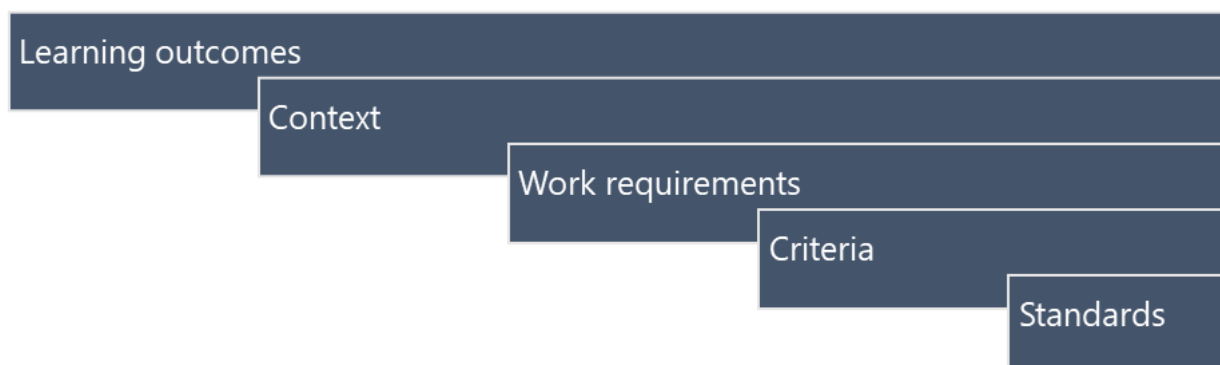 Learning outcomes
Context
Work requirements
Criteria
Standards